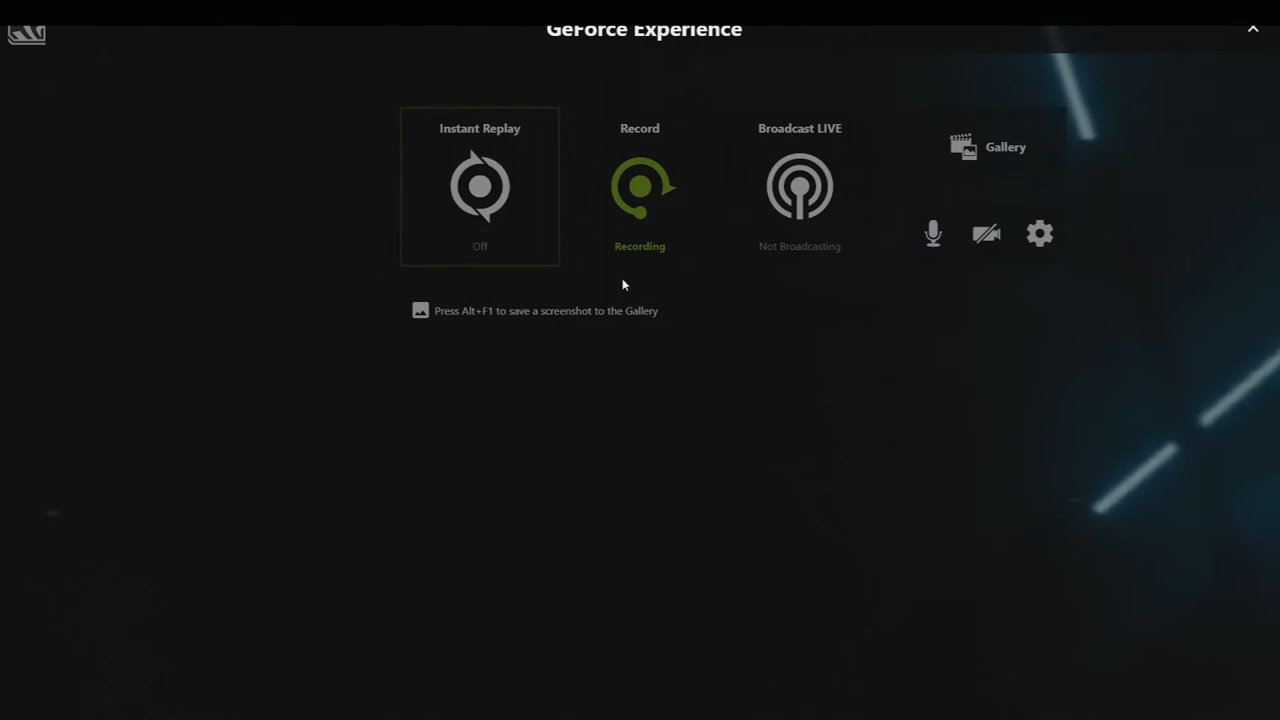 GeForce Experience
Instant Replay
Off
Record
Recording
Broadcast LIVE
Not Broadcasting
Gallery
Press Alt+F1 to save a screenshot to the Gallery